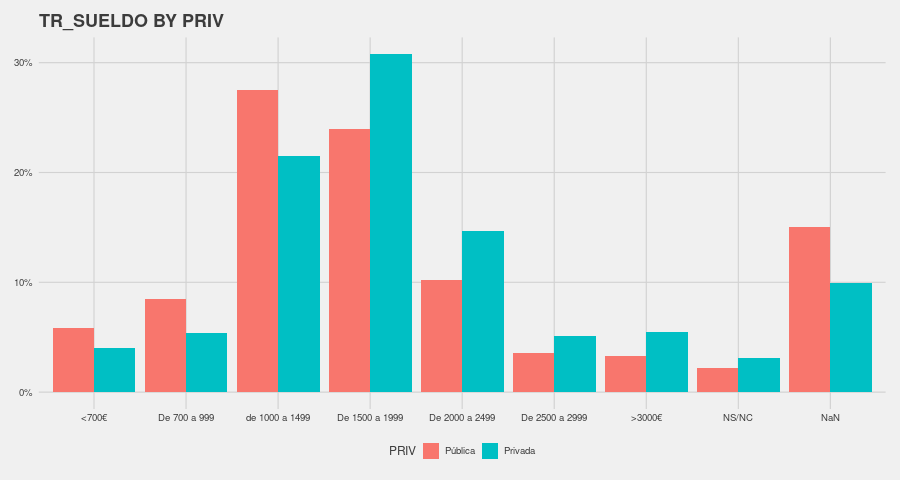 TR_SUELDO BY PRIV
30%
20%
10%
0%
<700€ De 700 a 999 de 1000 a 1499 De 1500 a 1999 De 2000 a 2499 De 2500 a 2999 >3000€ NS/NC NaN
PRIV Pública Privada